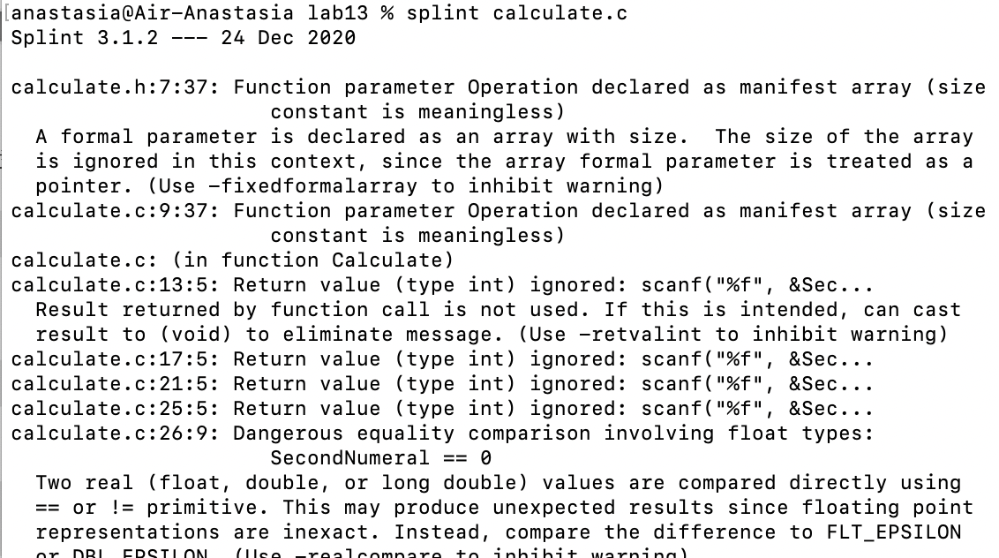 [anastasia@Air-Anastasia lab13 % splint calculate.c
Splint 3.1.2 --- 24 Dec 2020
calculate.h:7:37: Function parameter Operation declared as manifest array (size
constant is meaningless)
A formal parameter is declared as an array with size.  The size of the array
is ignored in this context, since the array formal parameter is treated as a
pointer. (Use -fixedformalarray to inhibit warning)
calculate.c:9:37: Function parameter Operation declared as manifest array (size
constant is meaningless)
calculate.c: (in function Calculate)
calculate.c:13:5: Return value (type int) ignored: scanf("%f", &Sec...
Result returned by function call is not used. If this is intended, can cast
result to (void) to eliminate message. (Use -retvalint to inhibit warning)
calculate.c:17:5: Return value (type int) ignored: scanf("%f", &Sec...
calculate.c:21:5: Return value (type int) ignored: scanf("%f", &Sec...
calculate.c:25:5: Return value (type int) ignored: scanf("%f", &Sec...
calculate.c:26:9: Dangerous equality comparison involving float types:
SecondNumeral == 0
Two real (float, double, or long double) values are compared directly using
== or != primitive. This may produce unexpected results since floating point
representations are inexact. Instead, compare the difference to FLT_EPSILON
or DBL_EPSILON. (Use -realcompare to inhibit warning)